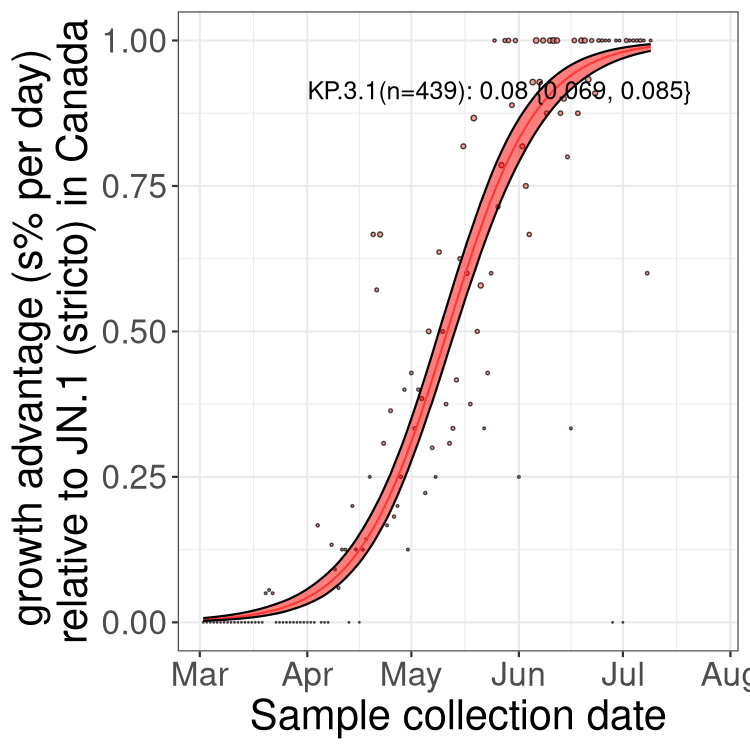 growth advantage (s% per day)
relative to JN.1 (stricto) in Canada
1.00
0.75
0.50
0.25
0.00
KP.3.1(n=439): 0.08 {0.069, 0.085}
Mar Apr May Jun Jul Aug
Sample collection date